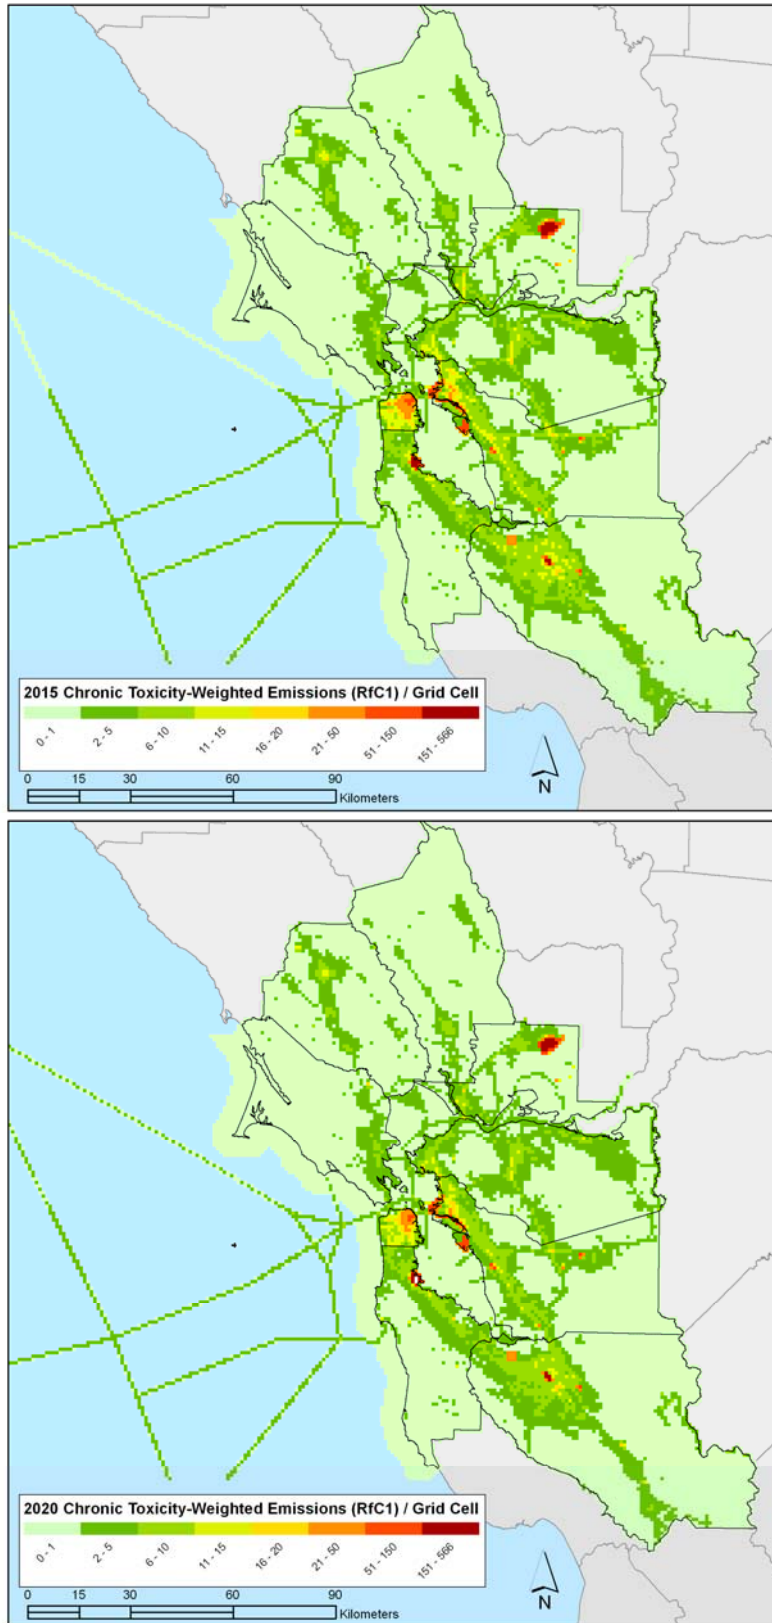 2015 Chronic Toxicity-Weighted Emissions (RfC1) / Grid Cell
0 - 1 2 - 5 6 - 10 11 - 15 16 - 20 21 - 50 51 - 150 151 - 566
0 15 30 60 90
Kilometers
N
2020 Chronic Toxicity-Weighted Emissions (RfC1) / Grid Cell
0 - 1 2 - 5 6 - 10 11 - 15 16 - 20 21 - 50 51 - 150 151 - 566
0 15 30 60 90
Kilometers
N